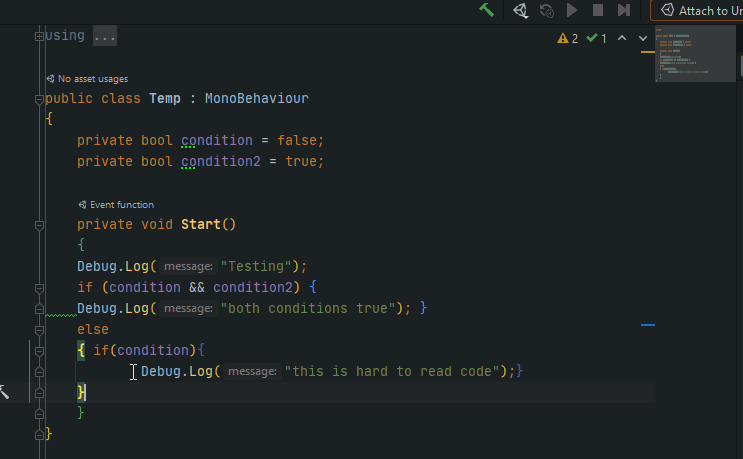 Attach to Un
using ...
2 1
No asset usages
public class Temp : MonoBehaviour
{
private bool condition = false;
private bool condition2 = true;
Event function
private void Start()
{
Debug.Log( message: "Testing");
if (condition && condition2) {
Debug.Log( message: "both conditions true"); }
else
{ if(condition){
Debug.Log( message: "this is hard to read code");}
}
}
}